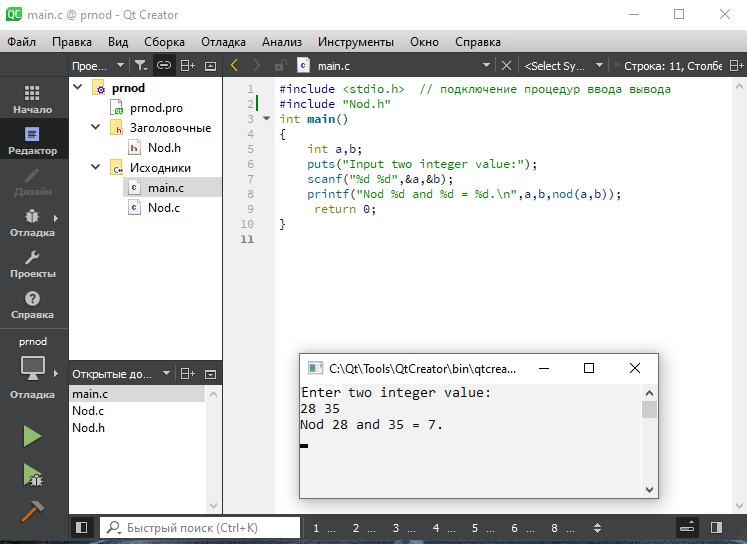 QC main.c @ prnod - Qt Creator
Файл Правка Вид Сборка Отладка Анализ Инструменты Окно Справка
Прое... main.c <Select Sy... Строка: 11, Столбе
Начало
Редактор
Дизайн
Отладка
Проекты
Справка
prnod
Отладка
prnod
prnod.pro
Заголовочные
Nod.h
Исходники
main.c
Nod.c
Открытые до...
main.c
Nod.c
Nod.h
1 #include <stdio.h> // подключение процедур ввода вывода
2 #include "Nod.h"
3 int main()
4 {
5 int a,b;
6 puts("Input two integer value:");
7 scanf("%d %d",&a,&b);
8 printf("Nod %d and %d = %d.\n",a,b,nod(a,b));
9 return 0;
10 }
11
C:\Qt\Tools\QtCreator\bin\qtcrea...
Enter two integer value:
28 35
Nod 28 and 35 = 7.
Быстрый поиск (Ctrl+K) 1 ... 2 ... 3 ... 4 ... 5 ... 6 ... 8 ...